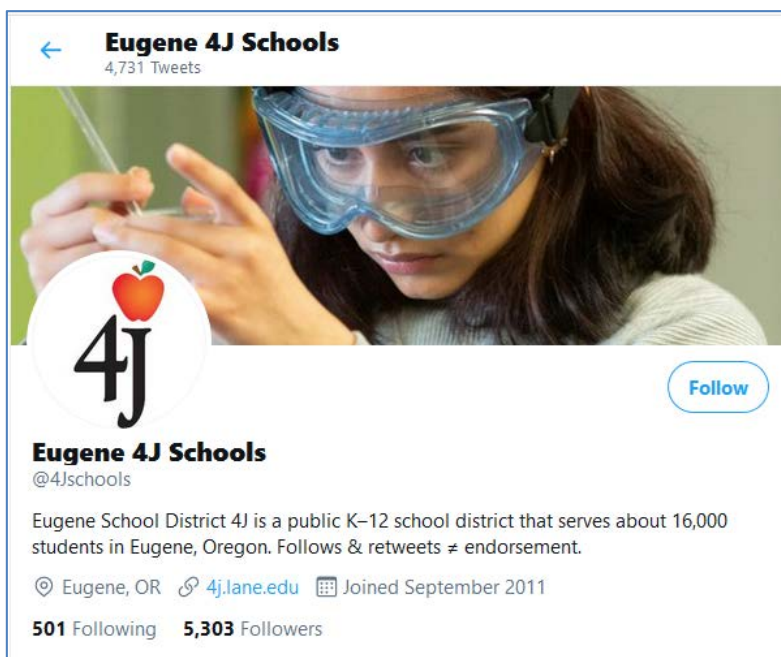 Eugene 4J Schools
4,731 Tweets
4J
Follow
Eugene 4J Schools
@4Jschools
Eugene School District 4J is a public K–12 school district that serves about 16,000
students in Eugene, Oregon. Follows & retweets ≠ endorsement.
Eugene, OR 4j.lane.edu Joined September 2011
501 Following 5,303 Followers